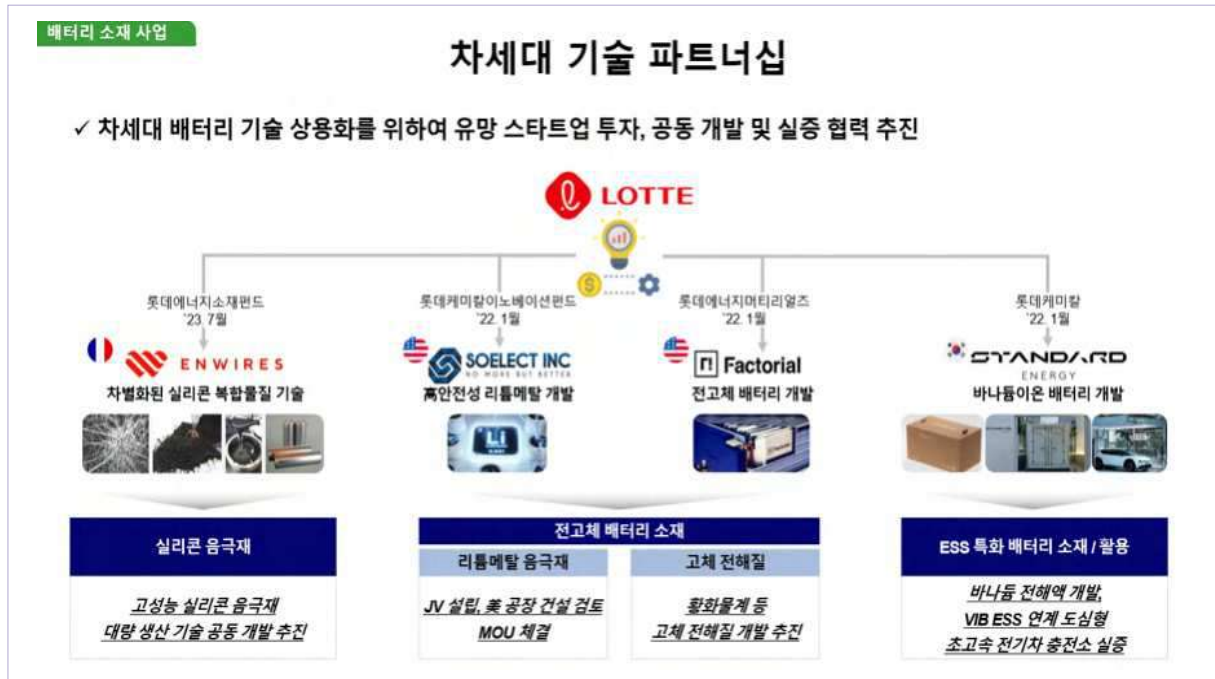 배터리 소재 사업
차세대 기술 파트너십
✓ 차세대 배터리 기술 상용화를 위하여 유망 스타트업 투자, 공동 개발 및 실증 협력 추진
LOTTE
롯데에너지소재펀드
`23. 7월
ENWIRES
차별화된 실리콘 복합물질 기술
롯데케미칼이노베이션펀드
`22. 1월
SOELECT INC
NO MORE BUT BETTER
高안전성 리튬메탈 개발
Li
롯데에너지머티리얼즈
`22. 1월
Factorial
전고체 배터리 개발
롯데케미칼
`22. 1월
STANDARD
ENERGY
바나듐이온 배터리 개발
실리콘 음극재
고성능 실리콘 음극재
대량 생산 기술 공동 개발 추진
전고체 배터리 소재
리튬메탈 음극재
JV 설립, 美 공장 건설 검토
MOU 체결
고체 전해질
황화물계 등
고체 전해질 개발 추진
ESS 특화 배터리 소재 / 활용
바나듐 전해액 개발,
VIB ESS 연계 도심형
초고속 전기차 충전소 실증